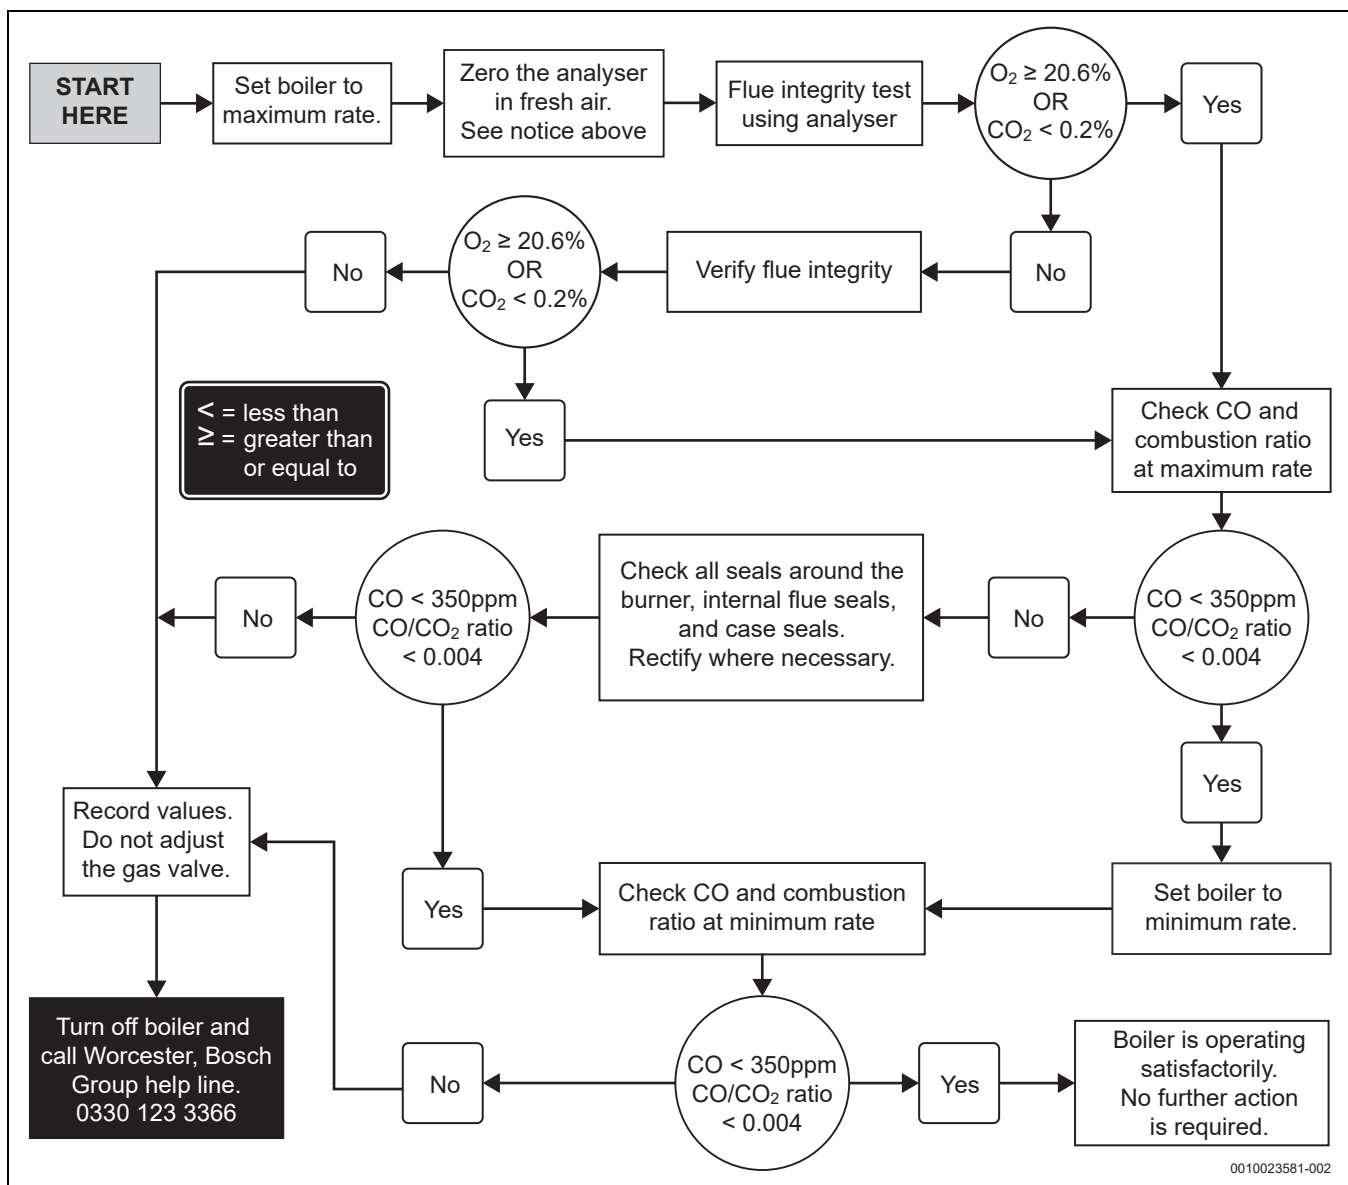 START
HERE
Set boiler to
maximum rate.
Zero the analyser
in fresh air.
See notice above
Flue integrity test
using analyser
O₂ ≥ 20.6%
OR
CO₂ < 0.2%
Yes
O₂ ≥ 20.6%
OR
CO₂ < 0.2%
No
Verify flue integrity
No
< = less than
≥ = greater than
or equal to
Yes
Check CO and
combustion ratio
at maximum rate
No
CO < 350ppm
CO/CO₂ ratio
< 0.004
Check all seals around the
burner, internal flue seals,
and case seals.
Rectify where necessary.
No
CO < 350ppm
CO/CO₂ ratio
< 0.004
Yes
Record values.
Do not adjust
the gas valve.
Yes
Check CO and combustion
ratio at minimum rate
Set boiler to
minimum rate.
Turn off boiler and
call Worcester, Bosch
Group help line.
0330 123 3366
No
CO < 350ppm
CO/CO₂ ratio
< 0.004
Yes
Boiler is operating
satisfactorily.
No further action
is required.
0010023581-002